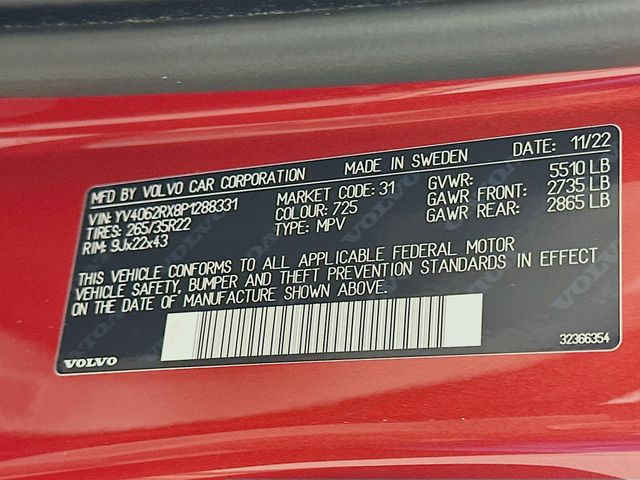 MFD BY VOLVO CAR CORPORATION MADE IN SWEDEN DATE: 11/22
VIN: YV4062RX8P1288331 MARKET CODE: 31 GVWR: 5510 LB
TIRES: 265/35R22 COLOUR: 725 GAWR FRONT: 2735 LB
RIM: 9Jx22x43 TYPE: MPV GAWR REAR: 2865 LB
THIS VEHICLE CONFORMS TO ALL APPLICABLE FEDERAL MOTOR
VEHICLE SAFETY, BUMPER AND THEFT PREVENTION STANDARDS IN EFFECT
ON THE DATE OF MANUFACTURE SHOWN ABOVE.
VOLVO 32366354